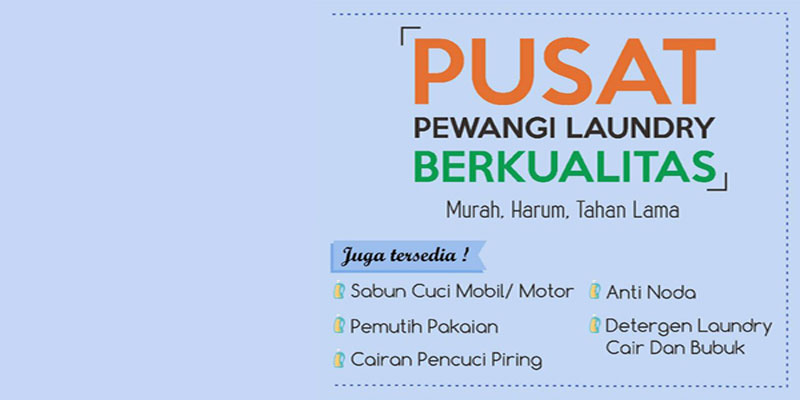 PUSAT
PEWANGI LAUNDRY
BERKUALITAS
Murah, Harum, Tahan Lama
Juga tersedia !
Sabun Cuci Mobil/ Motor
Pemutih Pakaian
Cairan Pencuci Piring
Anti Noda
Detergen Laundry
Cair Dan Bubuk